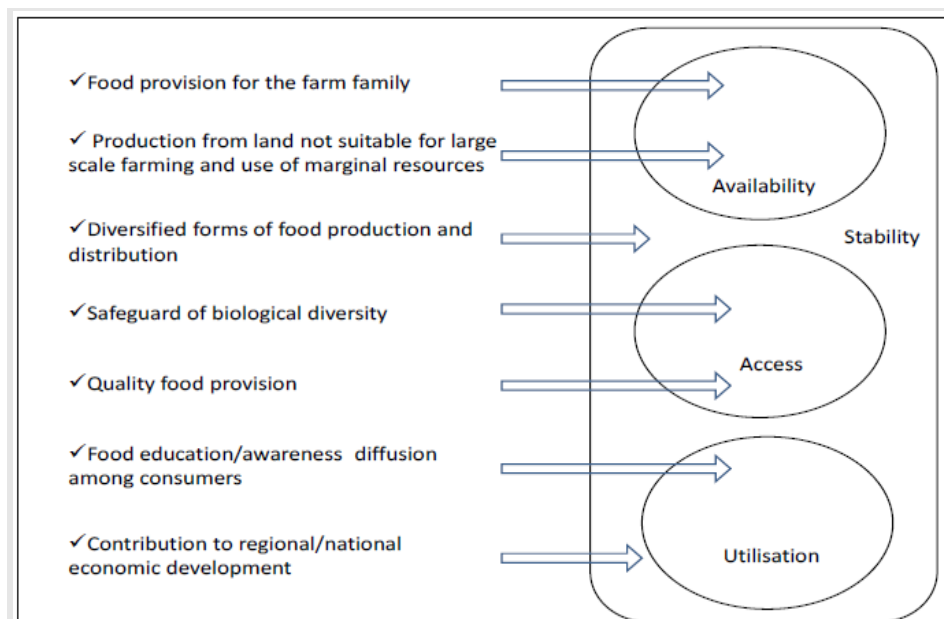 ✓Food provision for the farm family
✓ Production from land not suitable for large
scale farming and use of marginal resources
Availability
✓Diversified forms of food production and
distribution
Stability
✓Safeguard of biological diversity
Access
✓Quality food provision
✓Food education/awareness diffusion
among consumers
✓Contribution to regional/national
economic development
Utilisation